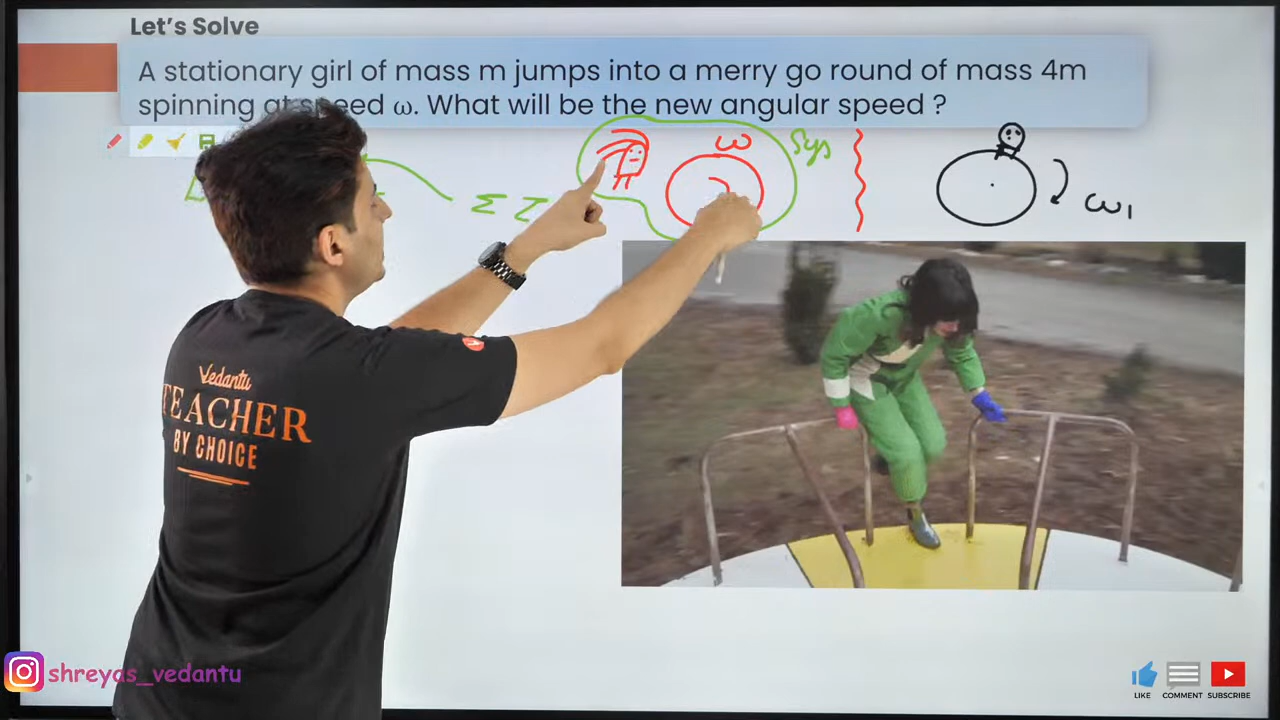 Let's Solve
A stationary girl of mass m jumps into a merry go round of mass 4m
spinning at speed ω. What will be the new angular speed ?
ω
Sys
Σ τ
ω₁
Vedantu
TEACHER
BY CHOICE
shreyas_vedantu
LIKE
COMMENT
SUBSCRIBE